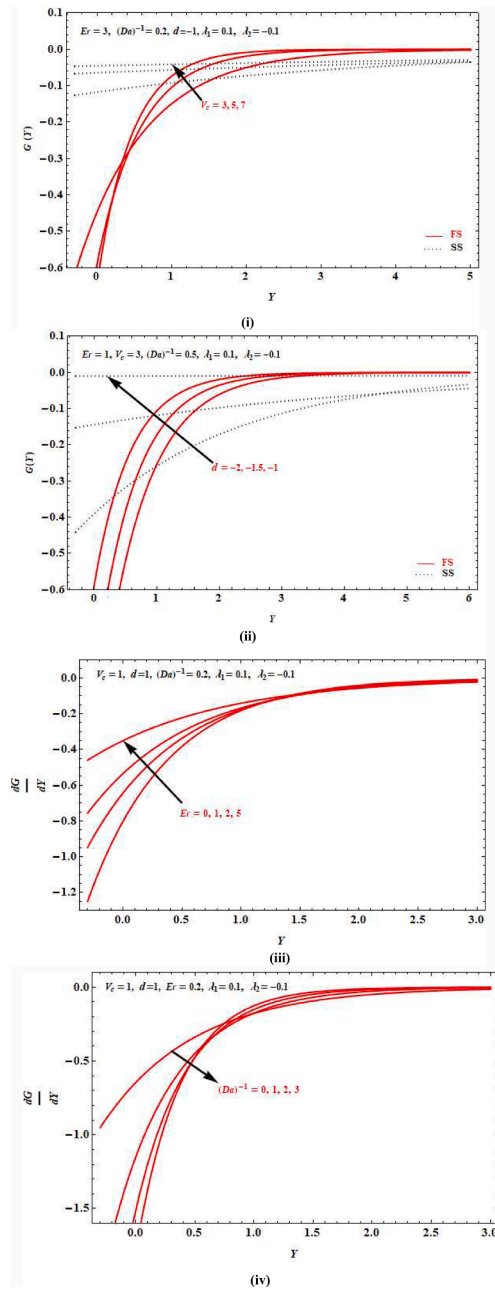 Er = 3, (Da)⁻¹ = 0.2, d = −1, λ₁ = 0.1, λ₂ = −0.1
0.1
0.0
−0.1
−0.2
−0.3
−0.4
−0.5
−0.6
G (Y)
V_c = 3, 5, 7
FS
SS
0 1 2 3 4 5
Y
(i)
Er = 1, V_c = 3, (Da)⁻¹ = 0.5, λ₁ = 0.1, λ₂ = −0.1
0.1
0.0
−0.1
−0.2
−0.3
−0.4
−0.5
−0.6
G(Y)
d = −2, −1.5, −1
FS
SS
0 1 2 3 4 5 6
Y
(ii)
V_c = 1, d = 1, (Da)⁻¹ = 0.2, λ₁ = 0.1, λ₂ = −0.1
0.0
−0.2
−0.4
−0.6
−0.8
−1.0
−1.2
dG
dY
Er = 0, 1, 2, 5
0.0 0.5 1.0 1.5 2.0 2.5 3.0
Y
(iii)
V_c = 1, d = 1, Er = 0.2, λ₁ = 0.1, λ₂ = −0.1
0.0
−0.5
−1.0
−1.5
dG
dY
(Da)⁻¹ = 0, 1, 2, 3
0.0 0.5 1.0 1.5 2.0 2.5 3.0
Y
(iv)